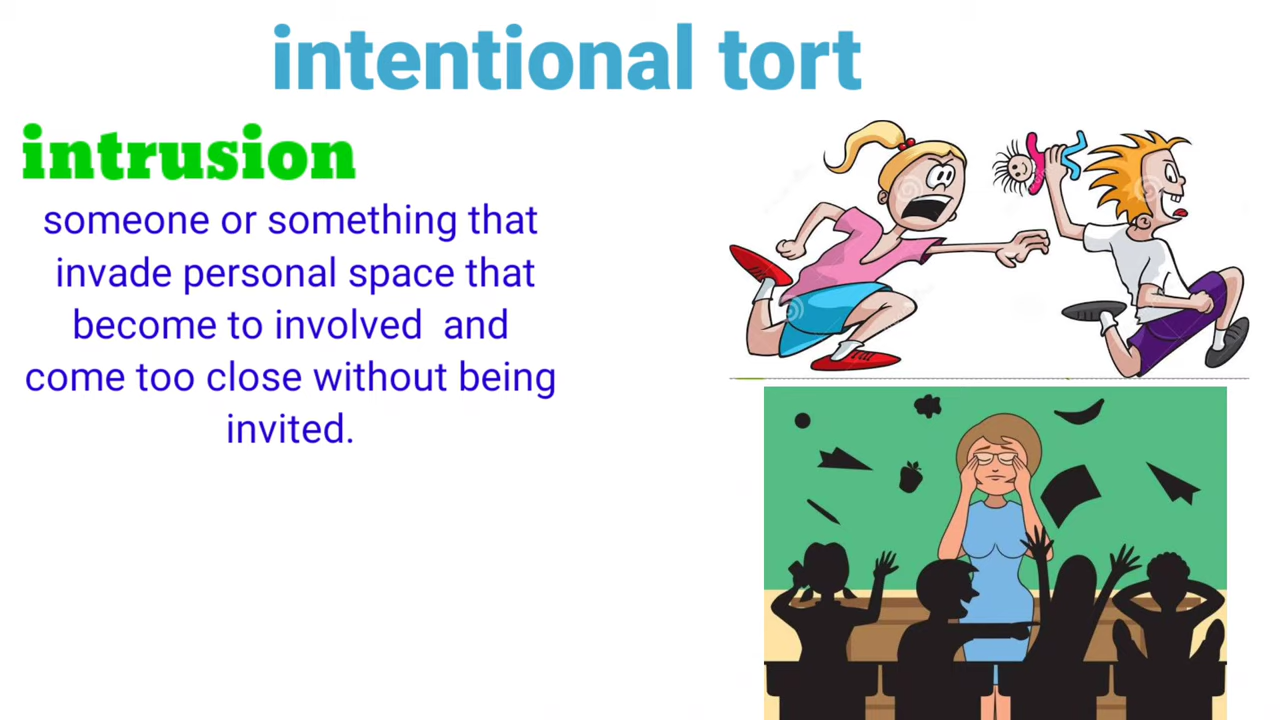 intentional tort
intrusion
someone or something that
invade personal space that
become to involved and
come too close without being
invited.